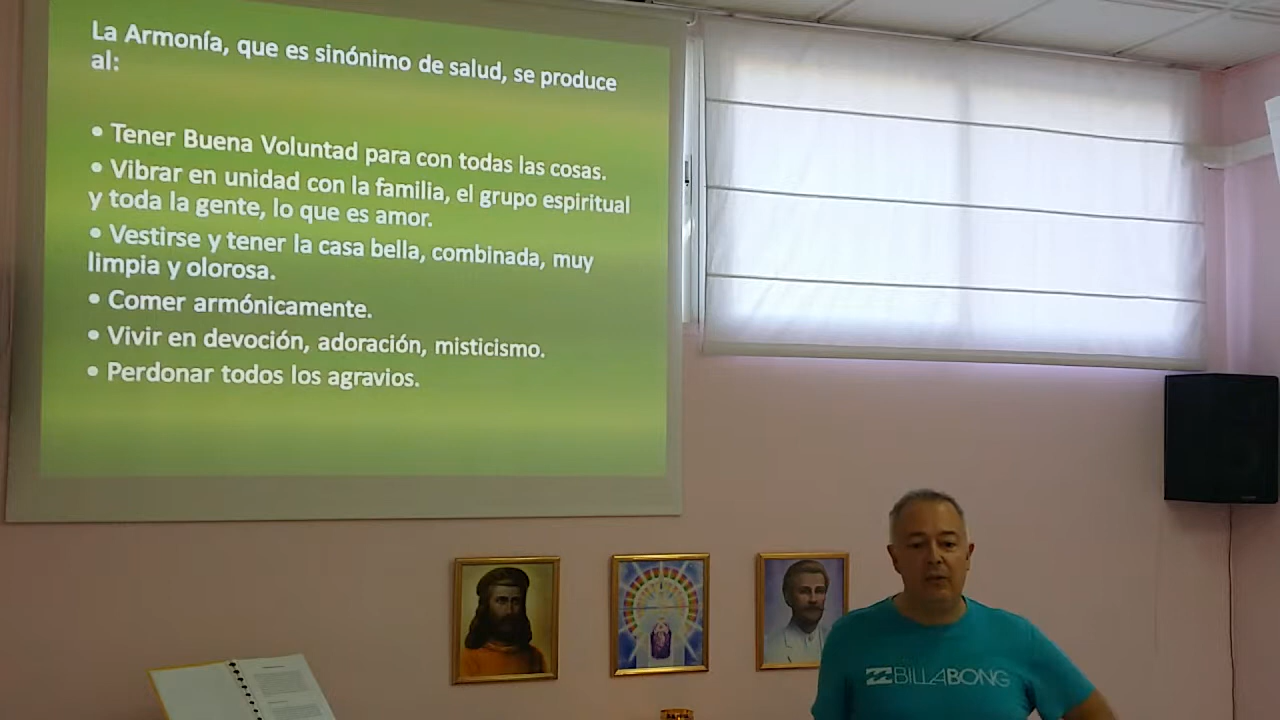 La Armonía, que es sinónimo de salud, se produce
al:
• Tener Buena Voluntad para con todas las cosas.
• Vibrar en unidad con la familia, el grupo espiritual
y toda la gente, lo que es amor.
• Vestirse y tener la casa bella, combinada, muy
limpia y olorosa.
• Comer armónicamente.
• Vivir en devoción, adoración, misticismo.
• Perdonar todos los agravios.
BILLABONG